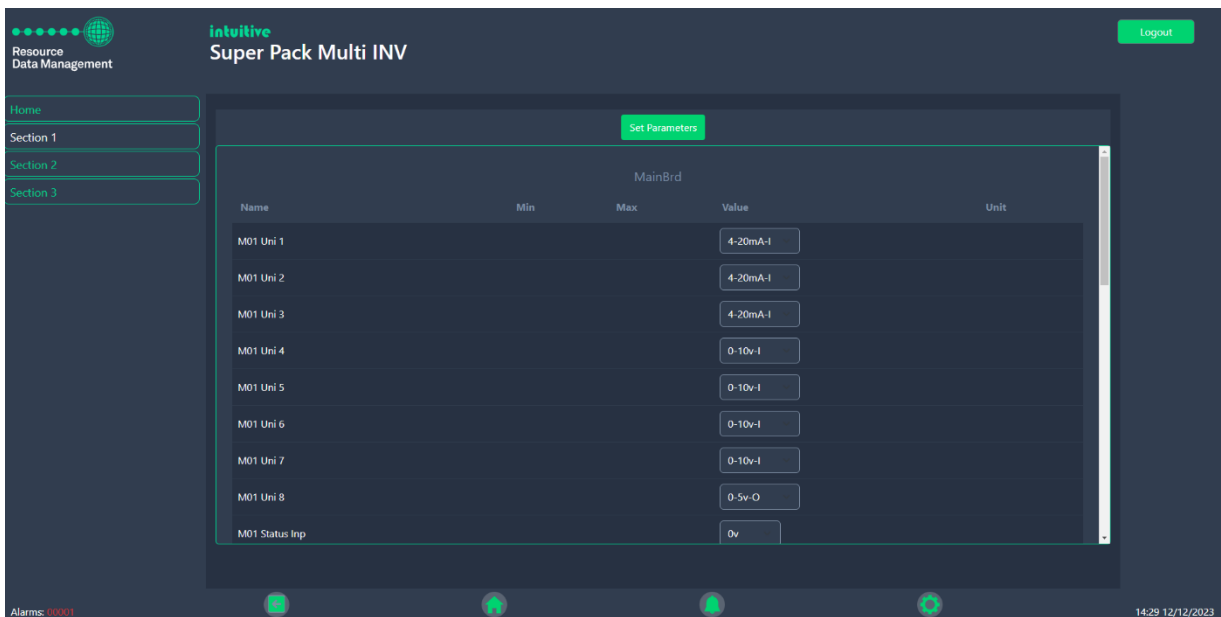 intuitive
Super Pack Multi INV
Logout
Resource
Data Management
Home
Section 1
Section 2
Section 3
Set Parameters
MainBrd
Name Min Max Value Unit
M01 Uni 1 4-20mA-I
M01 Uni 2 4-20mA-I
M01 Uni 3 4-20mA-I
M01 Uni 4 0-10v-I
M01 Uni 5 0-10v-I
M01 Uni 6 0-10v-I
M01 Uni 7 0-10v-I
M01 Uni 8 0-5v-O
M01 Status Inp 0v
Alarms: 00001
14:29 12/12/2023